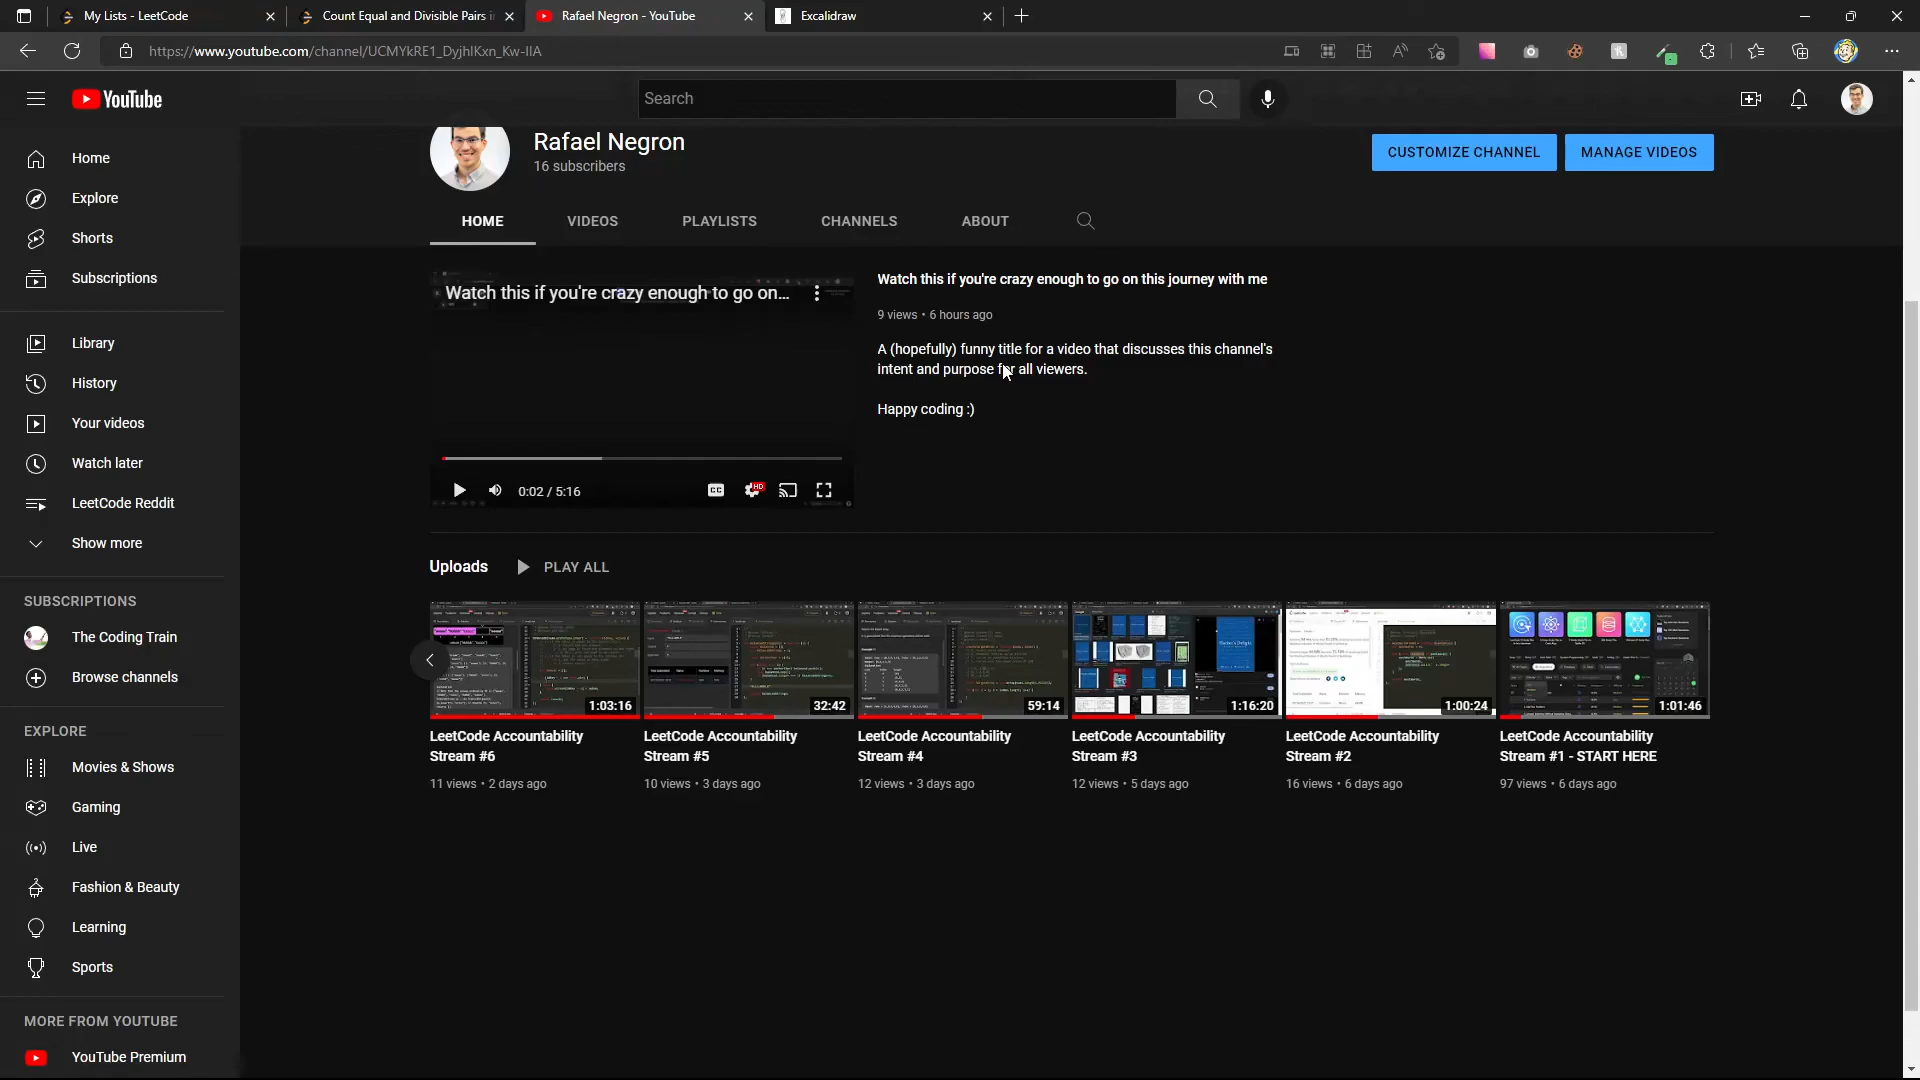 My Lists - LeetCode
Count Equal and Divisible Pairs i
Rafael Negron - YouTube
Excalidraw
https://www.youtube.com/channel/UCMYkRE1_DyjhlKxn_Kw-IIA
YouTube
Search
Home
Explore
Shorts
Subscriptions
Library
History
Your videos
Watch later
LeetCode Reddit
Show more
SUBSCRIPTIONS
The Coding Train
Browse channels
EXPLORE
Movies & Shows
Gaming
Live
Fashion & Beauty
Learning
Sports
MORE FROM YOUTUBE
YouTube Premium
Rafael Negron
16 subscribers
CUSTOMIZE CHANNEL
MANAGE VIDEOS
HOME
VIDEOS
PLAYLISTS
CHANNELS
ABOUT
Watch this if you're crazy enough to go on...
0:02 / 5:16
CC
HD
Watch this if you're crazy enough to go on this journey with me
9 views • 6 hours ago
A (hopefully) funny title for a video that discusses this channel's
intent and purpose for all viewers.
Happy coding :)
Uploads
PLAY ALL
1:03:16
32:42
59:14
1:16:20
1:00:24
1:01:46
LeetCode Accountability
Stream #6
11 views • 2 days ago
LeetCode Accountability
Stream #5
10 views • 3 days ago
LeetCode Accountability
Stream #4
12 views • 3 days ago
LeetCode Accountability
Stream #3
12 views • 5 days ago
LeetCode Accountability
Stream #2
16 views • 6 days ago
LeetCode Accountability
Stream #1 - START HERE
97 views • 6 days ago